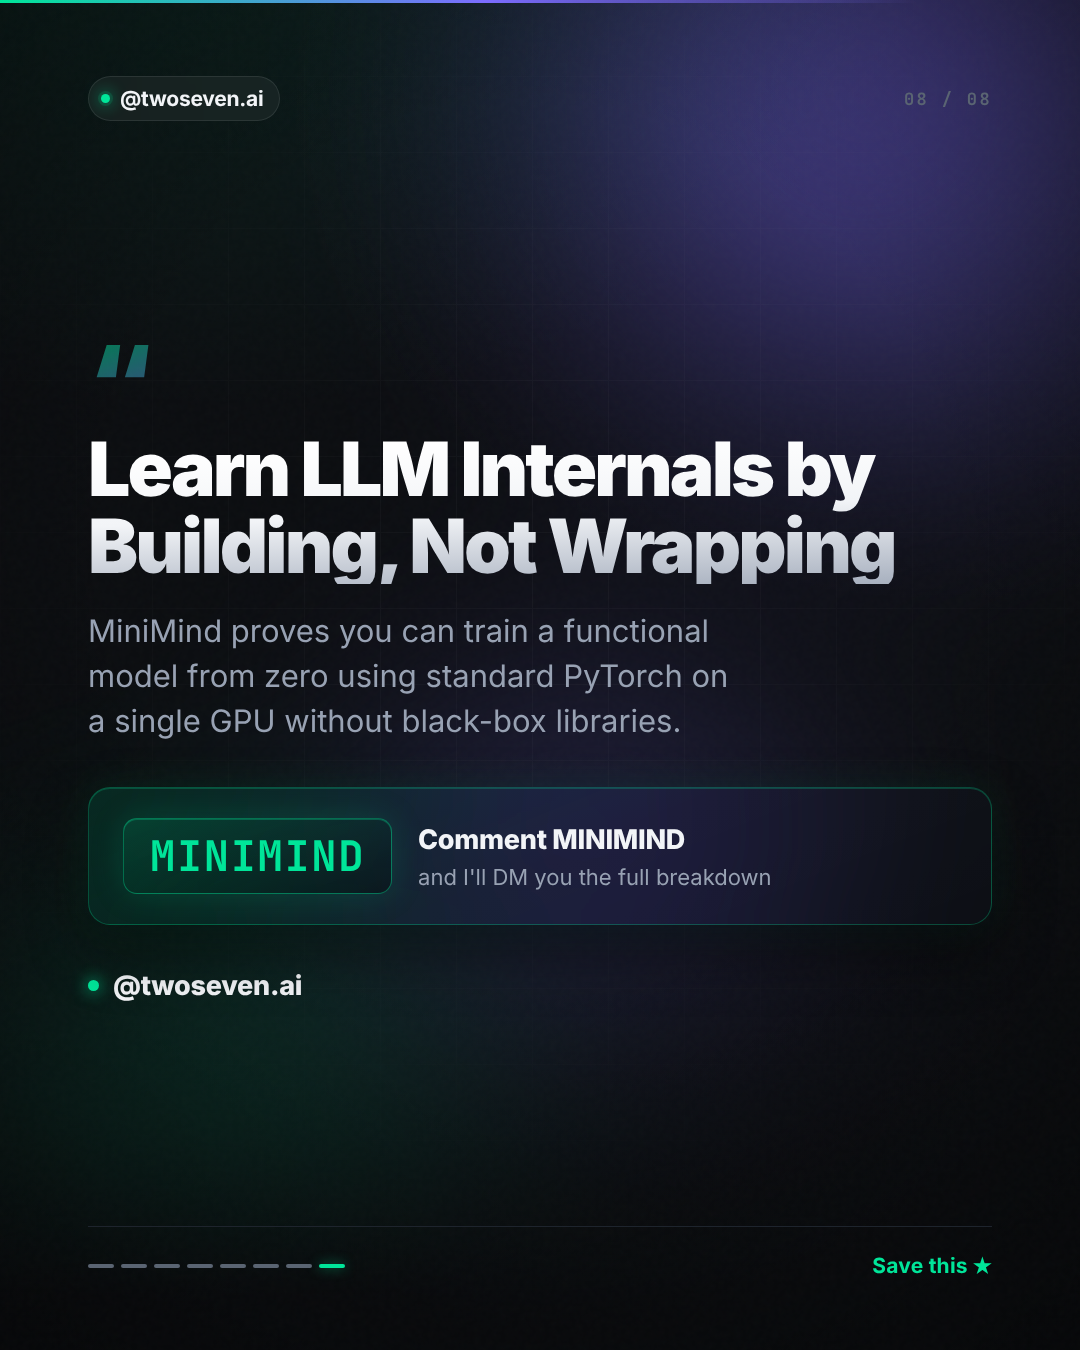 @twoseven.ai
08 / 08
“
Learn LLM Internals by
Building, Not Wrapping
MiniMind proves you can train a functional
model from zero using standard PyTorch on
a single GPU without black-box libraries.
MINIMIND
Comment MINIMIND
and I'll DM you the full breakdown
@twoseven.ai
Save this ★